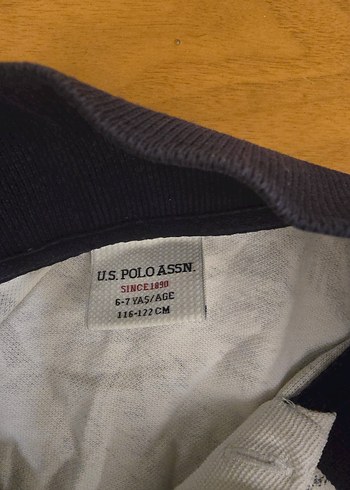 U.S. POLO ASSN.
SINCE 1890
6-7 YAŞ/AGE
116-122 CM